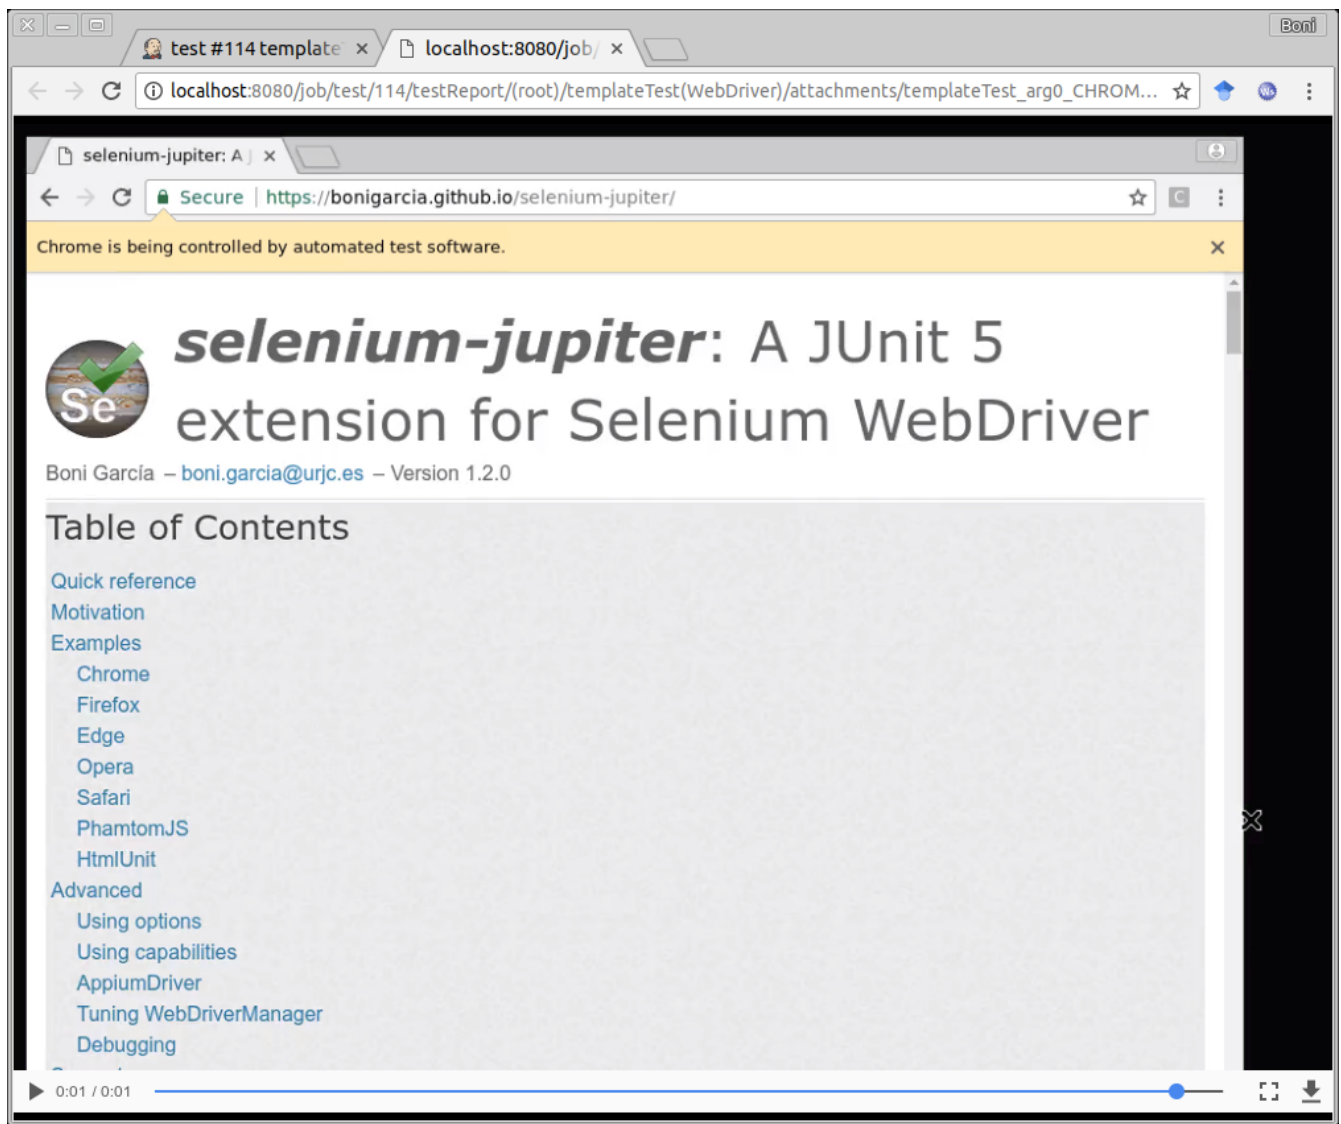 Boni
test #114 template
localhost:8080/job/
localhost:8080/job/test/114/testReport/(root)/templateTest(WebDriver)/attachments/templateTest_arg0_CHROM...
selenium-jupiter: A J
Secure https://bonigarcia.github.io/selenium-jupiter/
C
Chrome is being controlled by automated test software.
Se
selenium-jupiter: A JUnit 5
extension for Selenium WebDriver
Boni García – boni.garcia@urjc.es – Version 1.2.0
Table of Contents
Quick reference
Motivation
Examples
Chrome
Firefox
Edge
Opera
Safari
PhamtomJS
HtmlUnit
Advanced
Using options
Using capabilities
AppiumDriver
Tuning WebDriverManager
Debugging
0:01 / 0:01